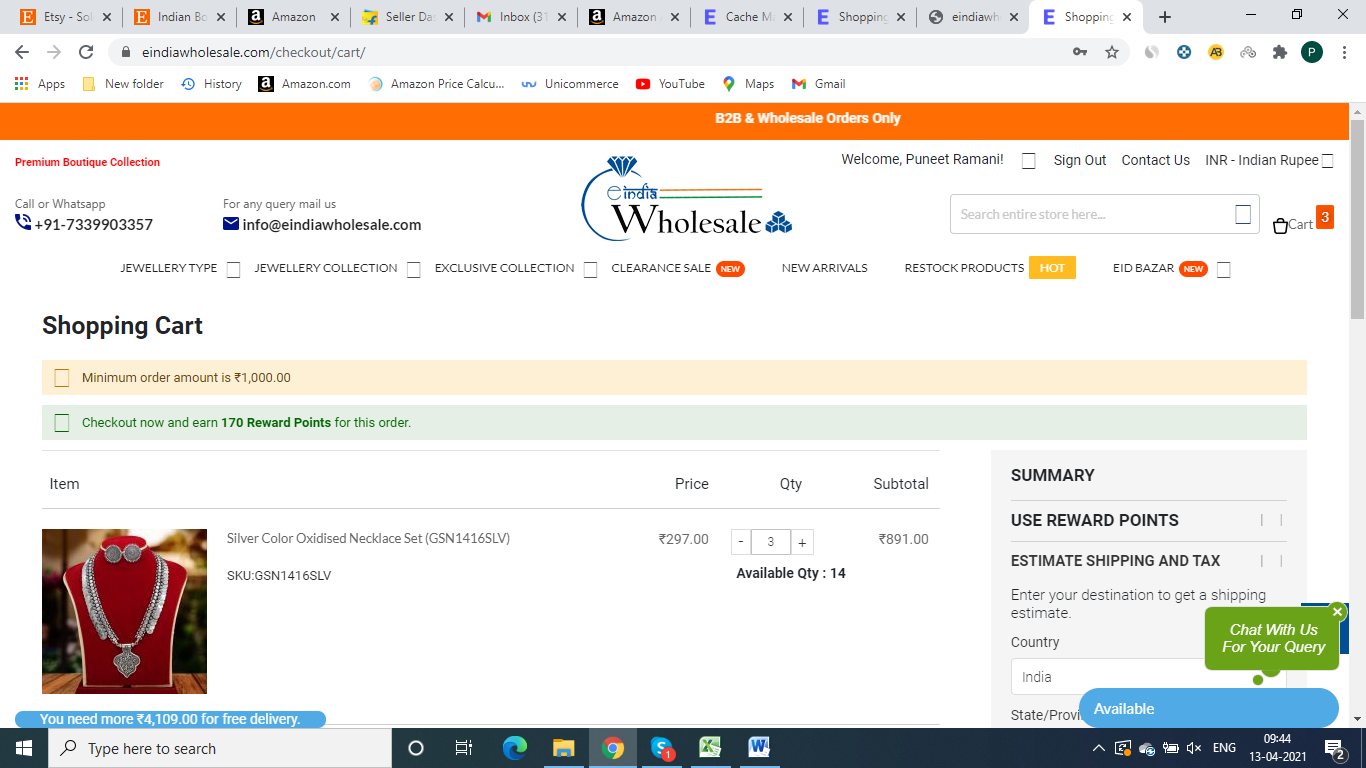 Etsy - Sol
Indian Bo
Amazon
Seller Da
Inbox (31
Amazon
Cache M
Shopping
eindiawh
Shopping
eindiawholesale.com/checkout/cart/
P
Apps
New folder
History
Amazon.com
Amazon Price Calcu...
Unicommerce
YouTube
Maps
Gmail
B2B & Wholesale Orders Only
Premium Boutique Collection
Welcome, Puneet Ramani!
Sign Out
Contact Us
INR - Indian Rupee
Call or Whatsapp
+91-7339903357
For any query mail us
info@eindiawholesale.com
eindia
Wholesale
Search entire store here...
Cart 3
JEWELLERY TYPE
JEWELLERY COLLECTION
EXCLUSIVE COLLECTION
CLEARANCE SALE NEW
NEW ARRIVALS
RESTOCK PRODUCTS HOT
EID BAZAR NEW
Shopping Cart
Minimum order amount is ₹1,000.00
Checkout now and earn 170 Reward Points for this order.
Item Price Qty Subtotal
Silver Color Oxidised Necklace Set (GSN1416SLV) ₹297.00 - 3 + ₹891.00
SKU:GSN1416SLV
Available Qty : 14
SUMMARY
USE REWARD POINTS
ESTIMATE SHIPPING AND TAX
Enter your destination to get a shipping
estimate.
Country
India
State/Provi
Chat With Us
For Your Query
Available
You need more ₹4,109.00 for free delivery.
Type here to search
1
ENG
09:44
13-04-2021
2